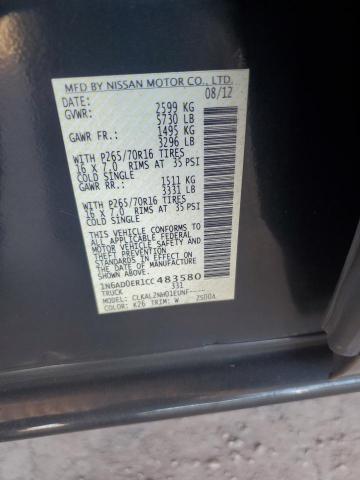 MFD BY NISSAN MOTOR CO., LTD.
DATE: 08/12
GVWR: 2599 KG
5730 LB
GAWR FR.: 1495 KG
3296 LB
WITH P265/70R16 TIRES
16 X 7.0 RIMS AT 35 PSI
COLD SINGLE
GAWR RR.: 1511 KG
3331 LB
WITH P265/70R16 TIRES
16 X 7.0 RIMS AT 35 PSI
COLD SINGLE
THIS VEHICLE CONFORMS TO
ALL APPLICABLE FEDERAL
MOTOR VEHICLE SAFETY
STANDARDS IN EFFECT ON THE
DATE OF MANUFACTURE
SHOWN ABOVE.
1N6AD0ER1CC483580
TRUCK 331
MODEL: CLKALZNWO1EUNF----
COLOR: K26 TRIM: W ZSD0A